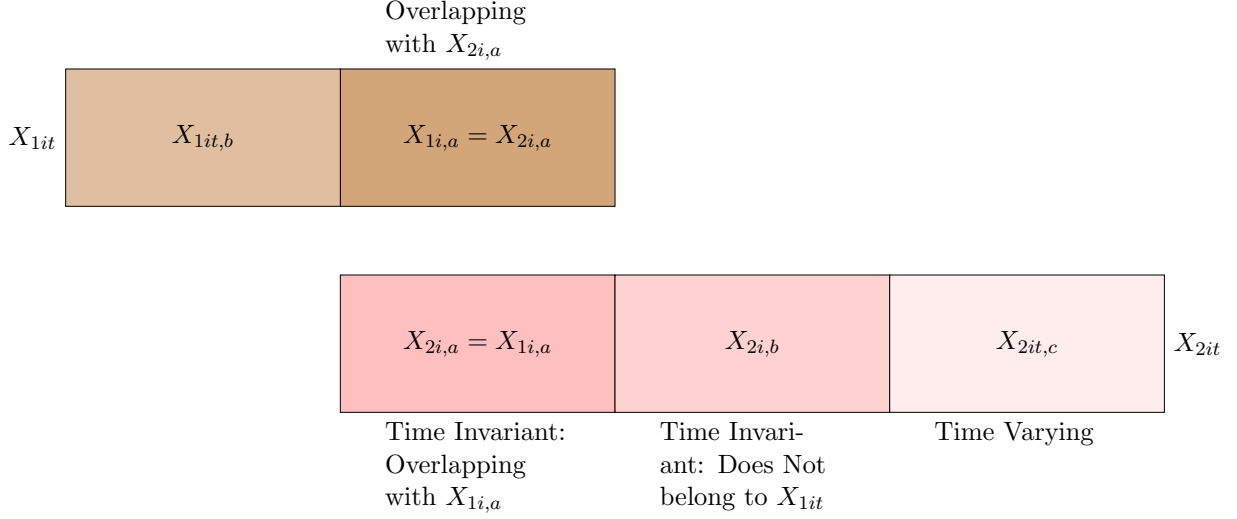 Overlapping
with $X_{2i,a}$
$X_{1it}$
$X_{1it,b}$
$X_{1i,a} = X_{2i,a}$
$X_{2i,a} = X_{1i,a}$
$X_{2i,b}$
$X_{2it,c}$
$X_{2it}$
Time Invariant:
Overlapping
with $X_{1i,a}$
Time Invari-
ant: Does Not
belong to $X_{1it}$
Time Varying